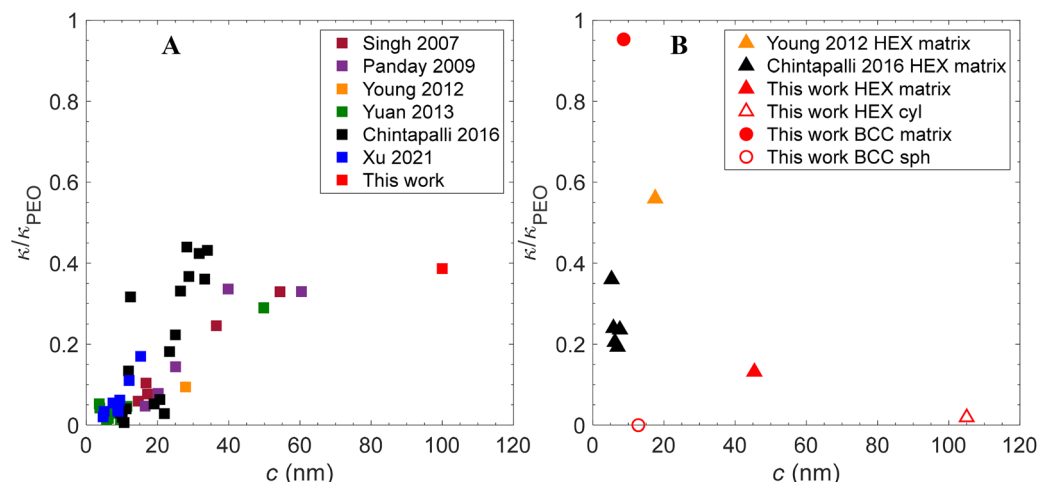 A
Singh 2007
Panday 2009
Young 2012
Yuan 2013
Chintapalli 2016
Xu 2021
This work
1
0.8
0.6
0.4
0.2
0
κ/κPEO
0 20 40 60 80 100 120
c (nm)
B
Young 2012 HEX matrix
Chintapalli 2016 HEX matrix
This work HEX matrix
This work HEX cyl
This work BCC matrix
This work BCC sph
1
0.8
0.6
0.4
0.2
0
κ/κPEO
0 20 40 60 80 100 120
c (nm)